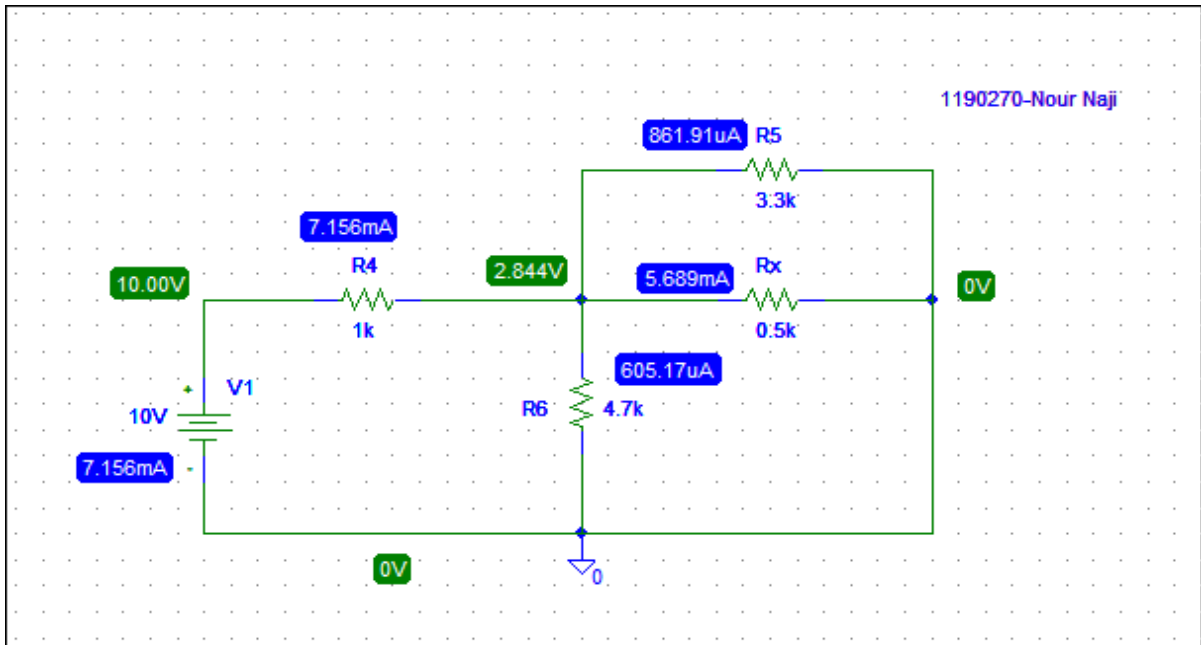 1190270-Nour Naji
861.91uA R5
3.3k
7.156mA
R4
1k
10.00V
2.844V
5.689mA Rx
0.5k
0V
605.17uA
R6 4.7k
+ V1
10V
7.156mA -
0V
0